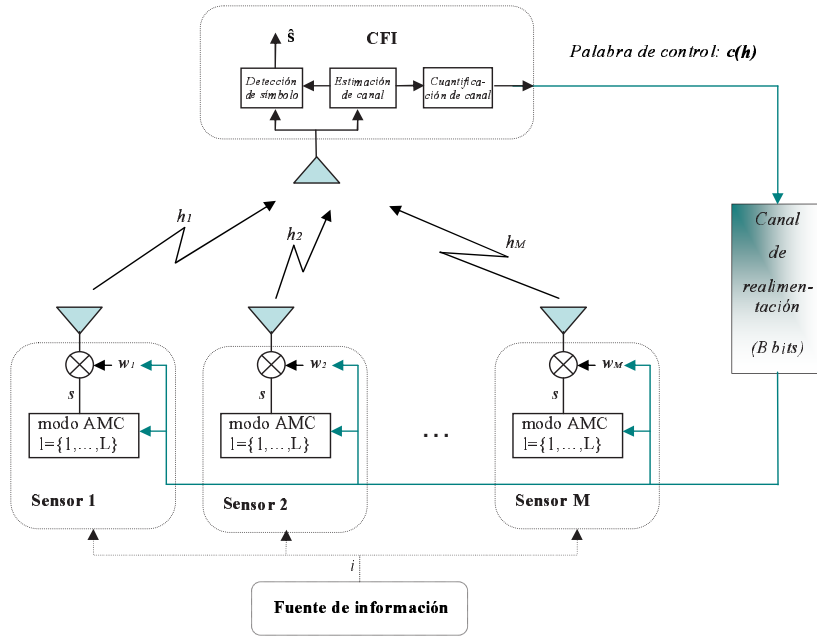 ŝ
CFI
Palabra de control: c(h)
Detección
de símbolo
Estimación
de canal
Cuantifica-
ción de canal
h1
h2
hM
Canal
de
realimen-
tación
(B bits)
w1
w2
wM
s
s
s
modo AMC
l={1,...,L}
modo AMC
l={1,...,L}
...
modo AMC
l={1,...,L}
Sensor 1
Sensor 2
Sensor M
i
Fuente de información